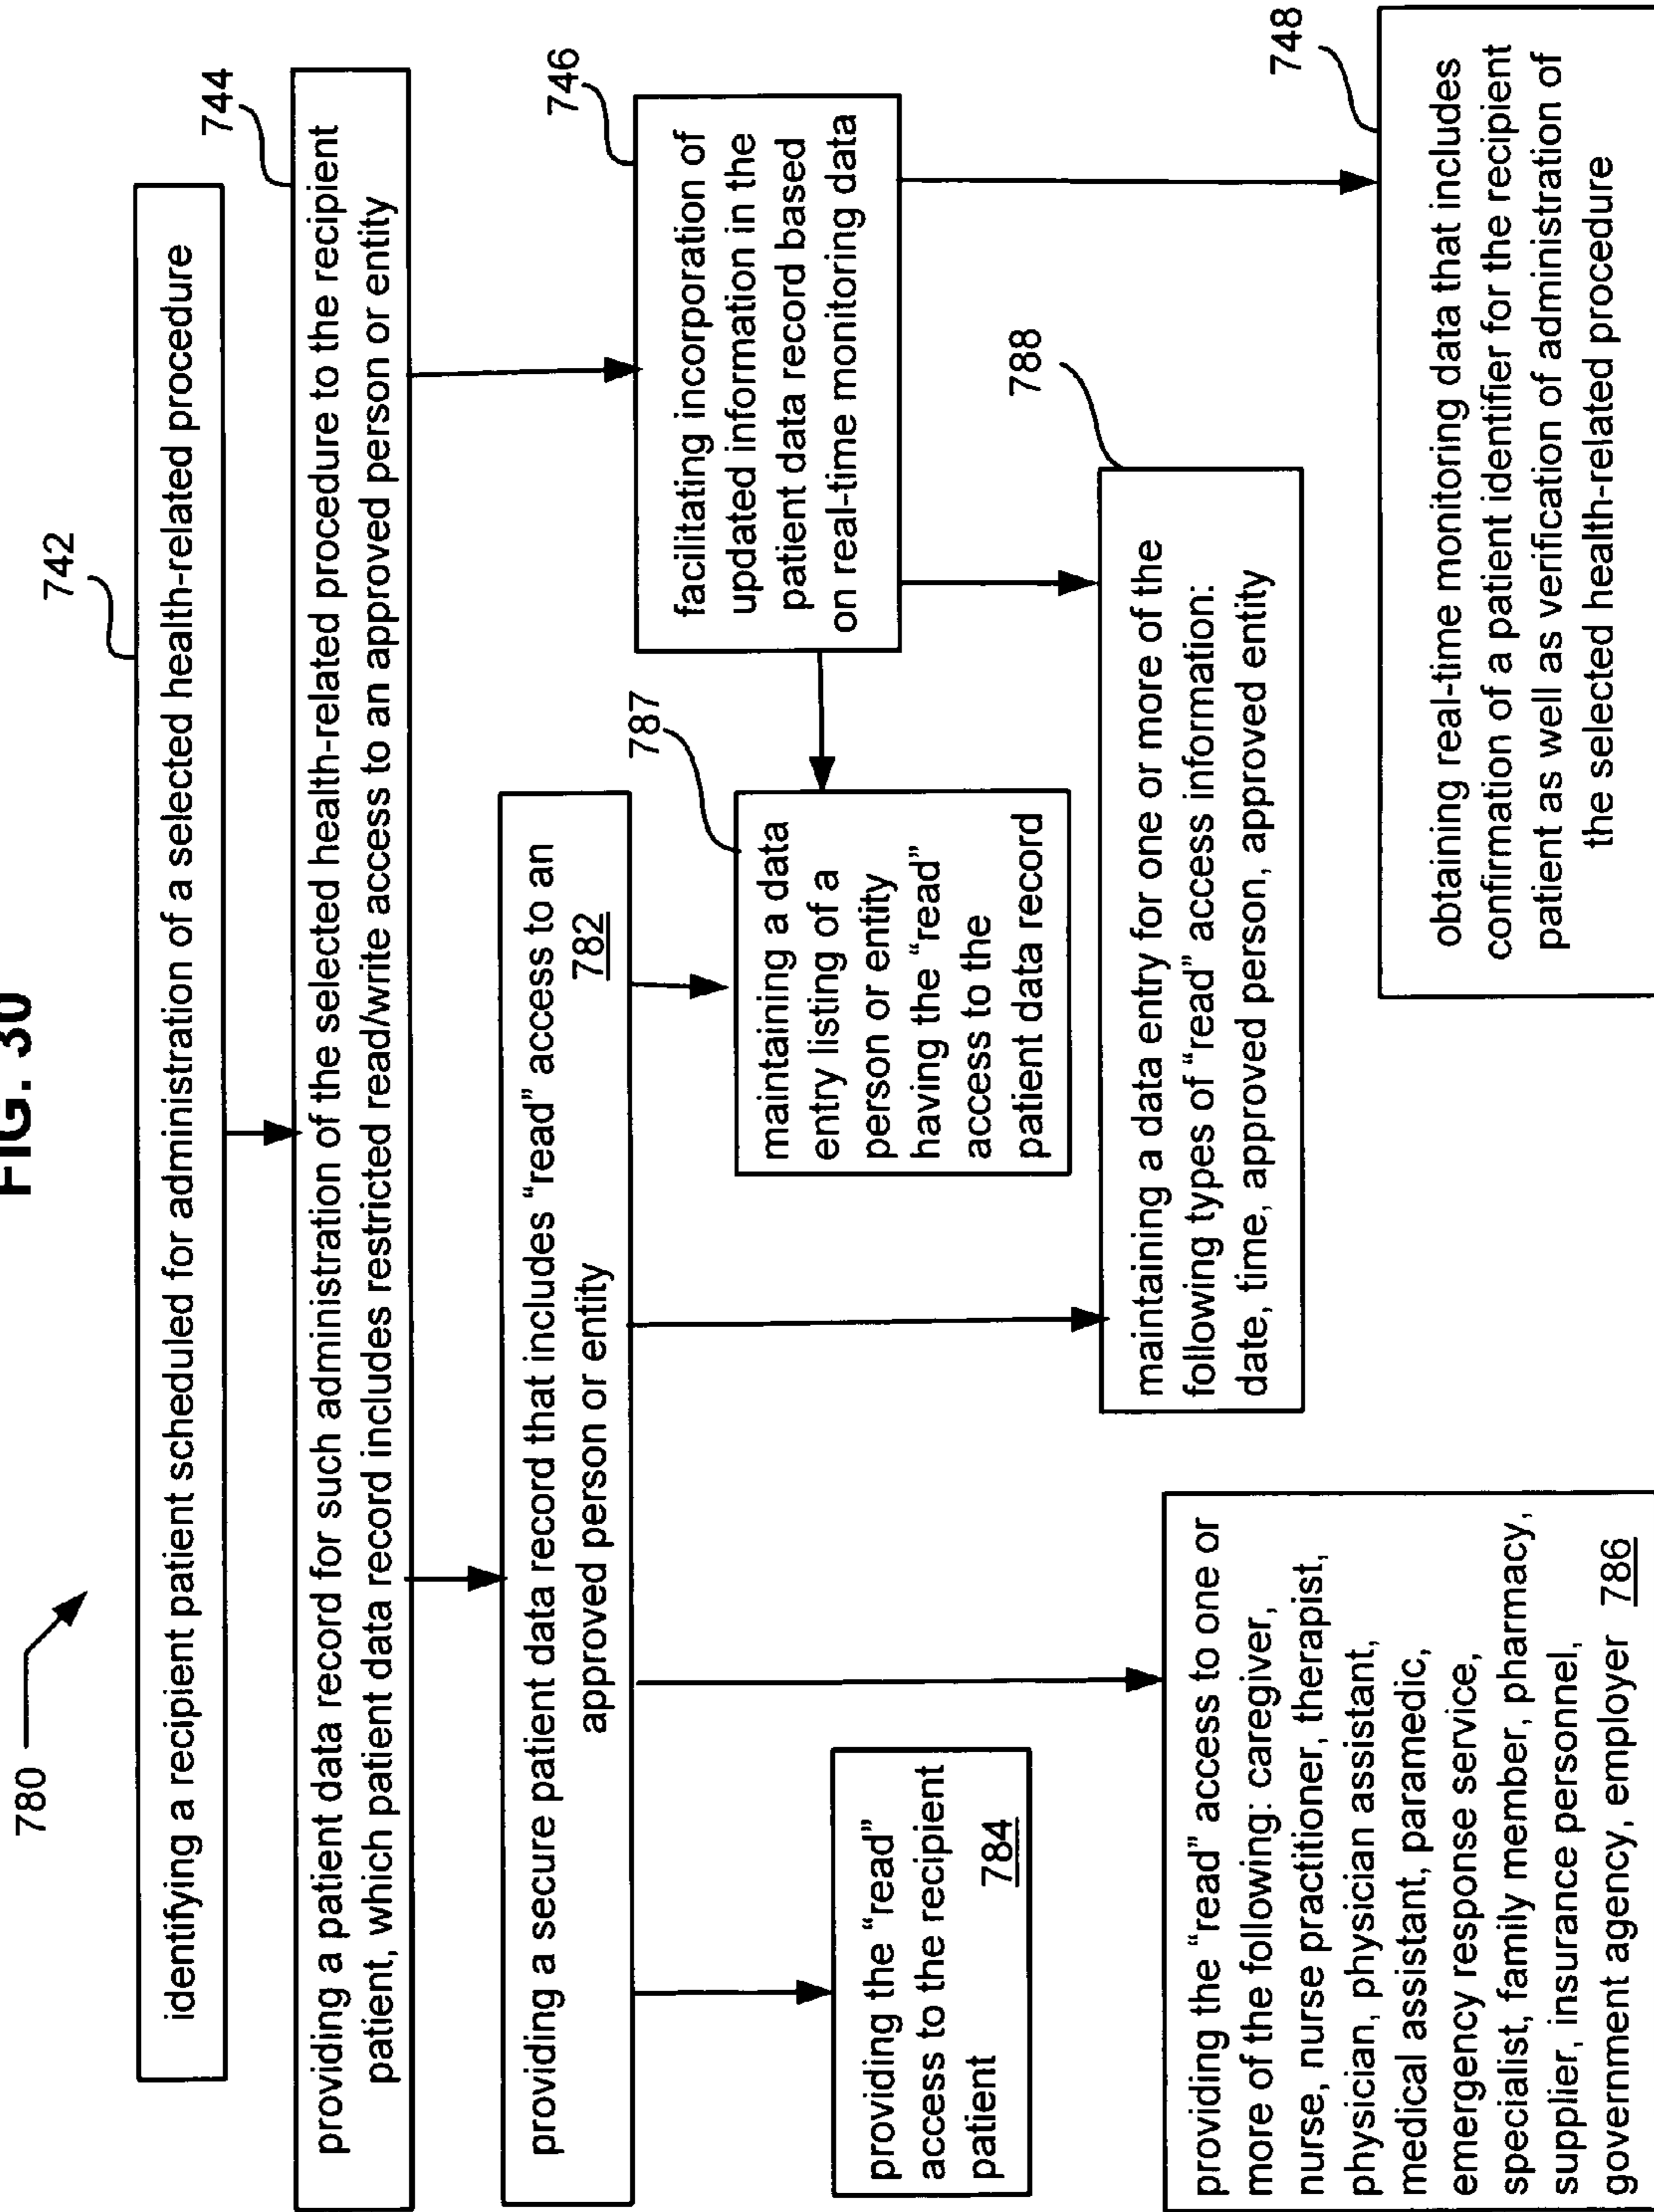 FIG. 30
780
742
identifying a recipient patient scheduled for administration of a selected health-related procedure
744
providing a patient data record for such administration of the selected health-related procedure to the recipient
patient, which patient data record includes restricted read/write access to an approved person or entity
providing a secure patient data record that includes “read” access to an
approved person or entity
782
746
facilitating incorporation of
updated information in the
patient data record based
on real-time monitoring data
providing the “read”
access to the recipient
patient
784
787
maintaining a data
entry listing of a
person or entity
having the “read”
access to the
patient data record
788
maintaining a data entry for one or more of the
following types of “read” access information:
date, time, approved person, approved entity
providing the “read” access to one or
more of the following: caregiver,
nurse, nurse practitioner, therapist,
physician, physician assistant,
medical assistant, paramedic,
emergency response service,
specialist, family member, pharmacy,
supplier, insurance personnel,
government agency, employer 786
748
obtaining real-time monitoring data that includes
confirmation of a patient identifier for the recipient
patient as well as verification of administration of
the selected health-related procedure